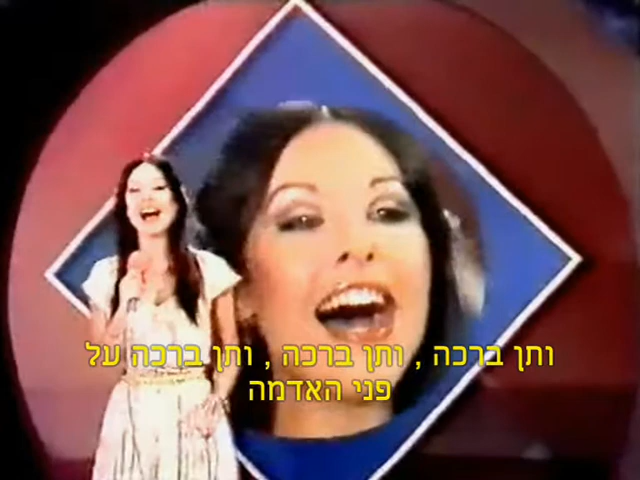 ותן ברכה , ותן ברכה , ותן ברכה על
פני האדמה